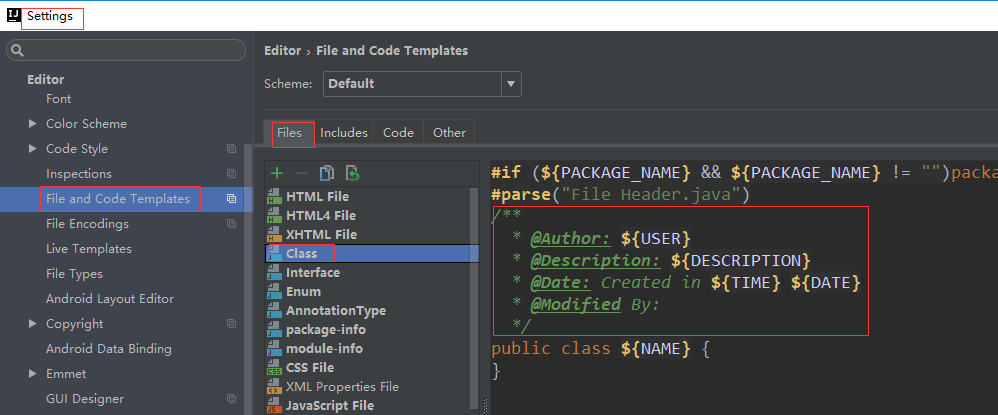 IJ Settings
Editor › File and Code Templates
Editor
Font
Color Scheme
Code Style
Inspections
File and Code Templates
File Encodings
Live Templates
File Types
Android Layout Editor
Copyright
Android Data Binding
Emmet
GUI Designer
Scheme: Default
Files Includes Code Other
HTML File
HTML4 File
XHTML File
Class
Interface
Enum
AnnotationType
package-info
module-info
CSS File
XML Properties File
JavaScript File
#if (${PACKAGE_NAME} && ${PACKAGE_NAME} != "")packa
#parse("File Header.java")
/**
* @Author: ${USER}
* @Description: ${DESCRIPTION}
* @Date: Created in ${TIME} ${DATE}
* @Modified By:
*/
public class ${NAME} {
}